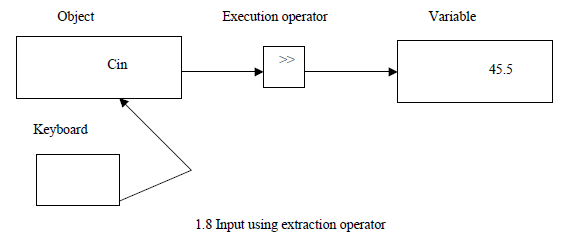 Object Execution operator Variable
Cin >> 45.5
Keyboard
1.8 Input using extraction operator